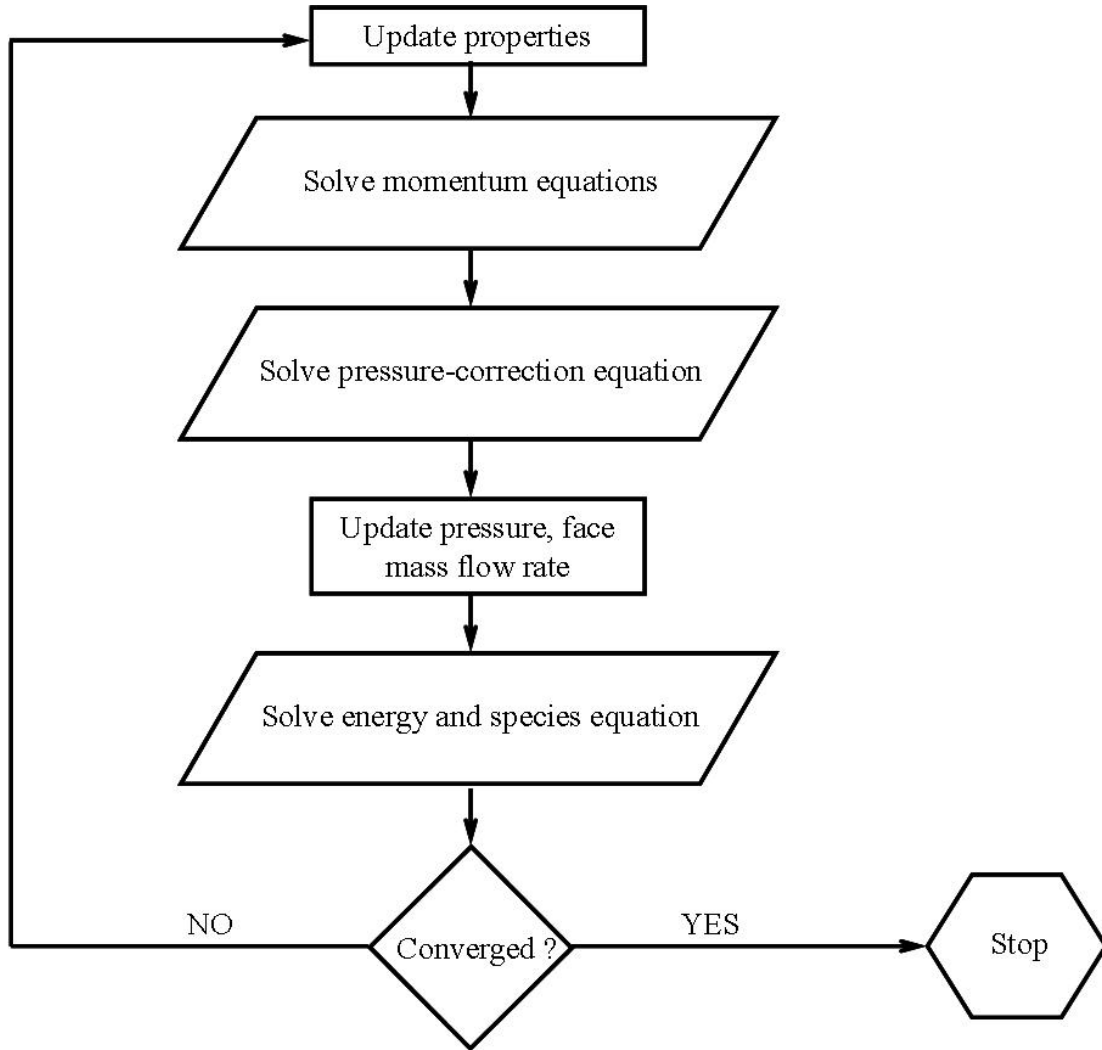 Update properties
Solve momentum equations
Solve pressure-correction equation
Update pressure, face
mass flow rate
Solve energy and species equation
NO
Converged ?
YES
Stop